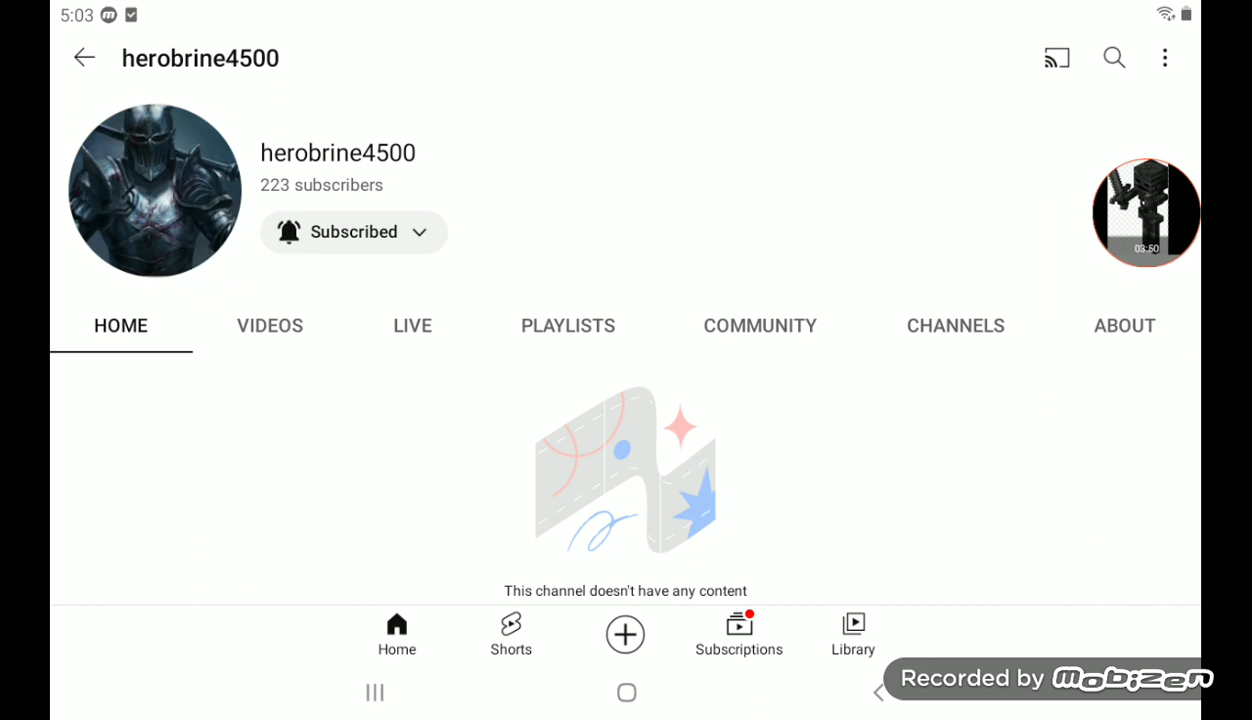 5:03
herobrine4500
herobrine4500
223 subscribers
Subscribed
03:50
HOME VIDEOS LIVE PLAYLISTS COMMUNITY CHANNELS ABOUT
This channel doesn't have any content
Home Shorts Subscriptions Library
Recorded by mobizen